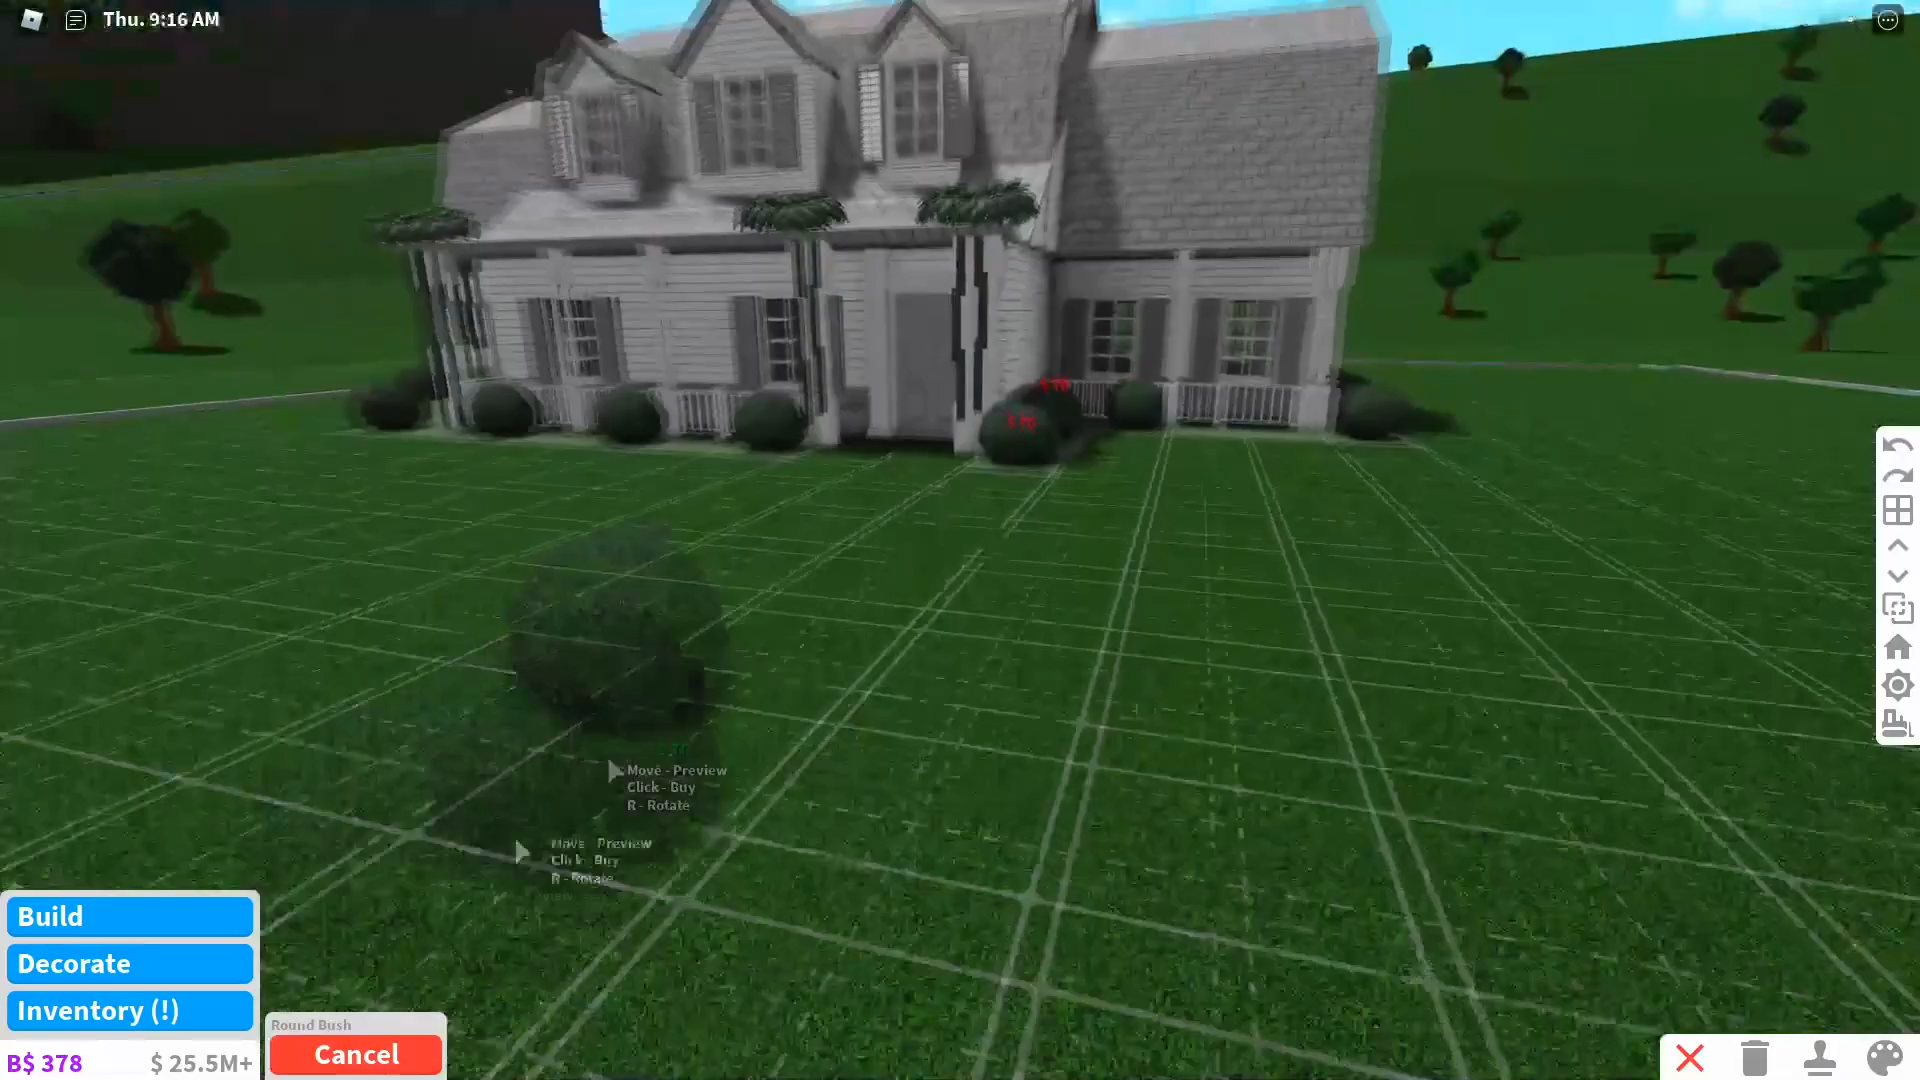 Thu. 9:16 AM
Move - Preview
Click - Buy
R - Rotate
Move - Preview
Click - Buy
R - Rotate
Build
Decorate
Inventory (!)
Round Bush
Cancel
B$ 378
$ 25.5M+